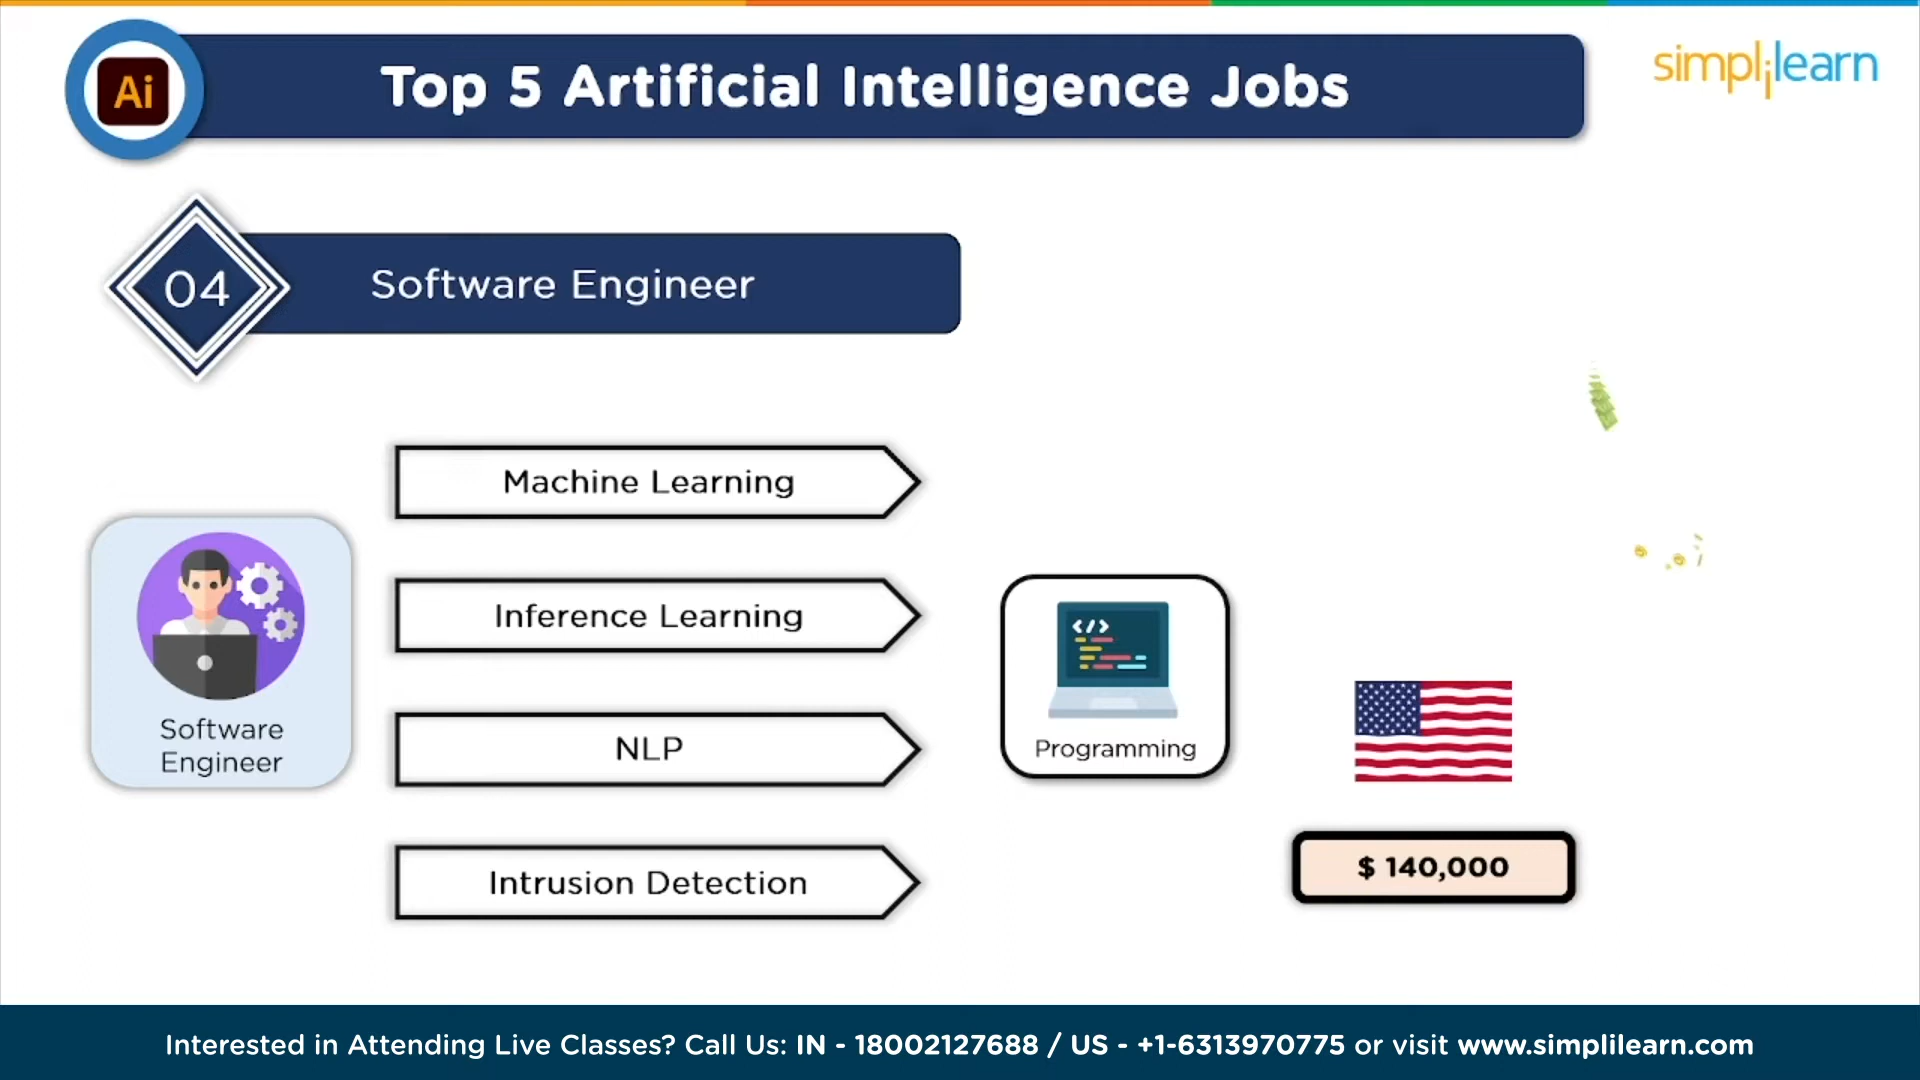 Ai
Top 5 Artificial Intelligence Jobs
simplilearn
04
Software Engineer
Machine Learning
Inference Learning
NLP
Intrusion Detection
Software
Engineer
</>
Programming
$ 140,000
Interested in Attending Live Classes? Call Us: IN - 18002127688 / US - +1-6313970775 or visit www.simplilearn.com